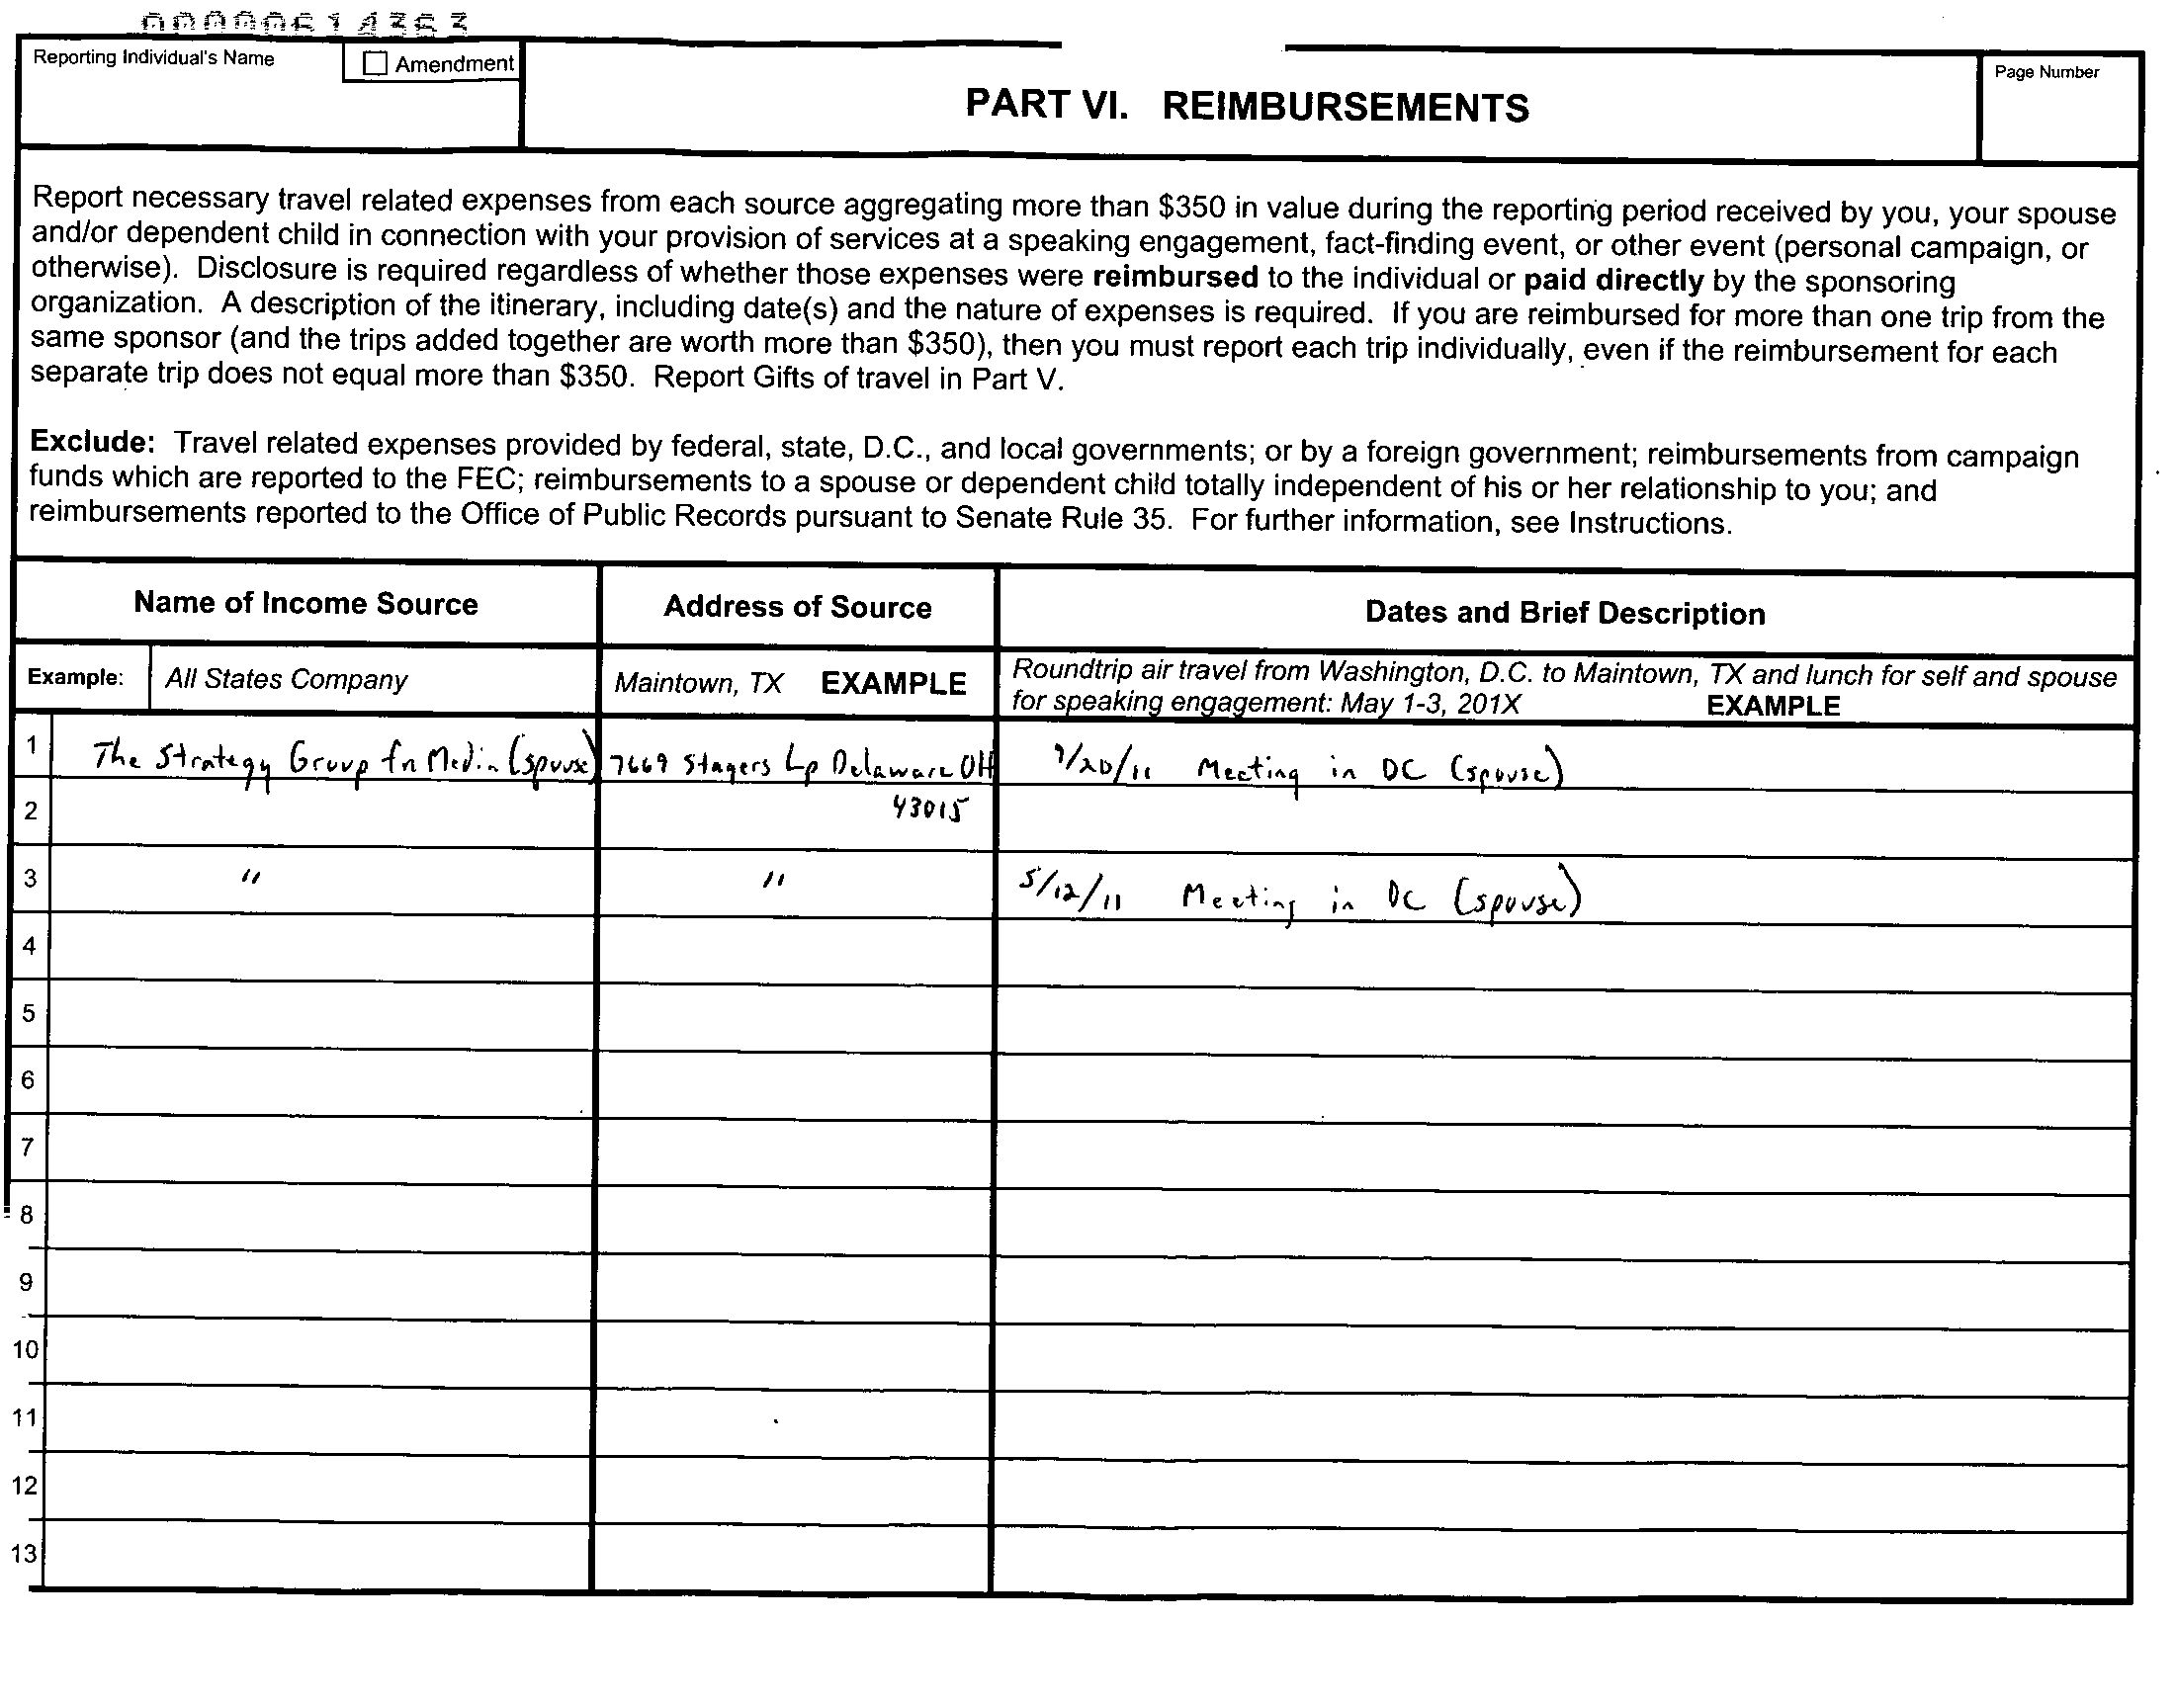 Reporting Individual's Name
Amendment
PART VI. REIMBURSEMENTS
Page Number
Report necessary travel related expenses from each source aggregating more than $350 in value during the reporting period received by you, your spouse
and/or dependent child in connection with your provision of services at a speaking engagement, fact-finding event, or other event (personal campaign, or
otherwise). Disclosure is required regardless of whether those expenses were reimbursed to the individual or paid directly by the sponsoring
organization. A description of the itinerary, including date(s) and the nature of expenses is required. If you are reimbursed for more than one trip from the
same sponsor (and the trips added together are worth more than $350), then you must report each trip individually, even if the reimbursement for each
separate trip does not equal more than $350. Report Gifts of travel in Part V.
Exclude: Travel related expenses provided by federal, state, D.C., and local governments; or by a foreign government; reimbursements from campaign
funds which are reported to the FEC; reimbursements to a spouse or dependent child totally independent of his or her relationship to you; and
reimbursements reported to the Office of Public Records pursuant to Senate Rule 35. For further information, see Instructions.
Name of Income Source Address of Source Dates and Brief Description
Example: All States Company Maintown, TX EXAMPLE Roundtrip air travel from Washington, D.C. to Maintown, TX and lunch for self and spouse
for speaking engagement: May 1-3, 201X EXAMPLE
1 The Strategy Group for Media (spouse) 7669 Stagers Lp Delaware OH Meeting in DC (spouse)
2 43015
3 " " 5/12/11 Meeting in DC (spouse)
4
5
6
7
8
9
10
11
12
13